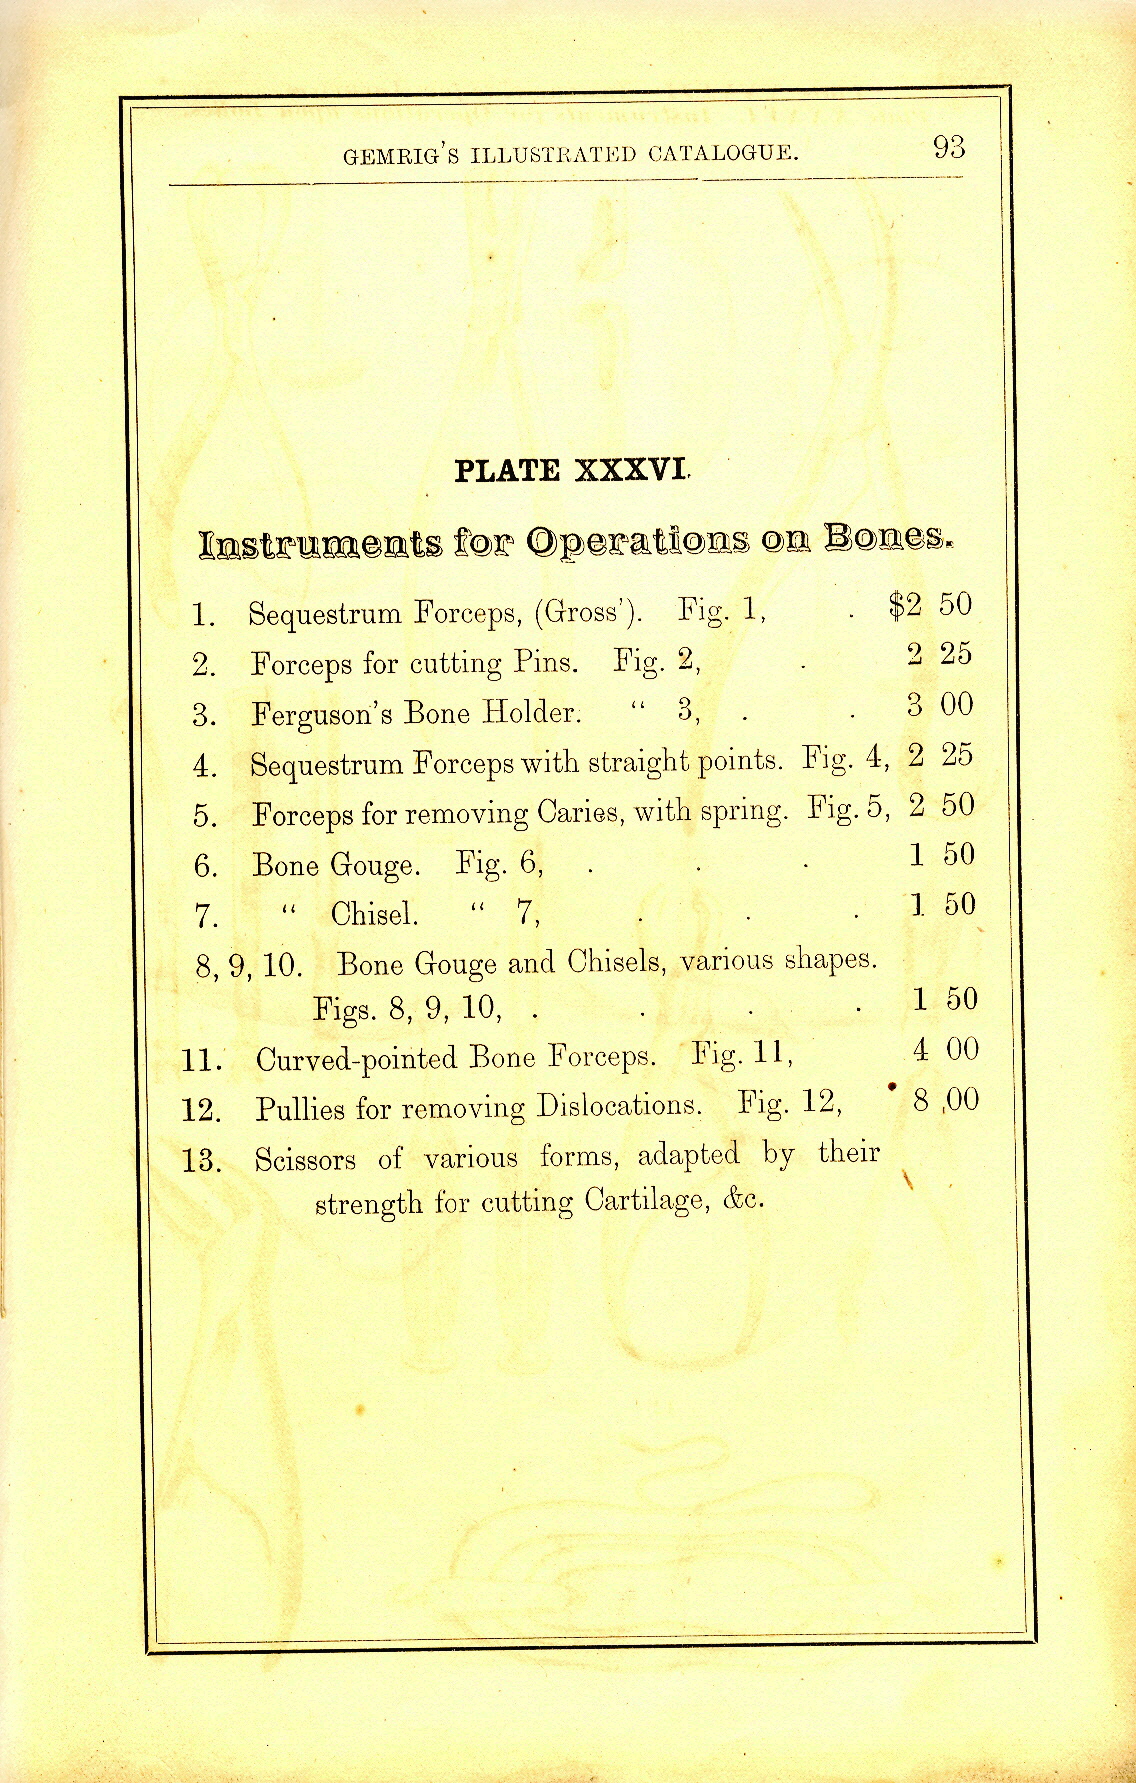 GEMRIG'S ILLUSTRATED CATALOGUE. 93
PLATE XXXVI.
Instruments for Operations on Bones.
1. Sequestrum Forceps, (Gross'). Fig. 1, . $2 50
2. Forceps for cutting Pins. Fig. 2, . 2 25
3. Ferguson's Bone Holder. “ 3, . . 3 00
4. Sequestrum Forceps with straight points. Fig. 4, 2 25
5. Forceps for removing Caries, with spring. Fig. 5, 2 50
6. Bone Gouge. Fig. 6, . . . 1 50
7. “ Chisel. “ 7, . . . 1 50
8, 9, 10. Bone Gouge and Chisels, various shapes.
Figs. 8, 9, 10, . . . . 1 50
11. Curved-pointed Bone Forceps. Fig. 11, 4 00
12. Pullies for removing Dislocations. Fig. 12, 8 00
13. Scissors of various forms, adapted by their
strength for cutting Cartilage, &c.